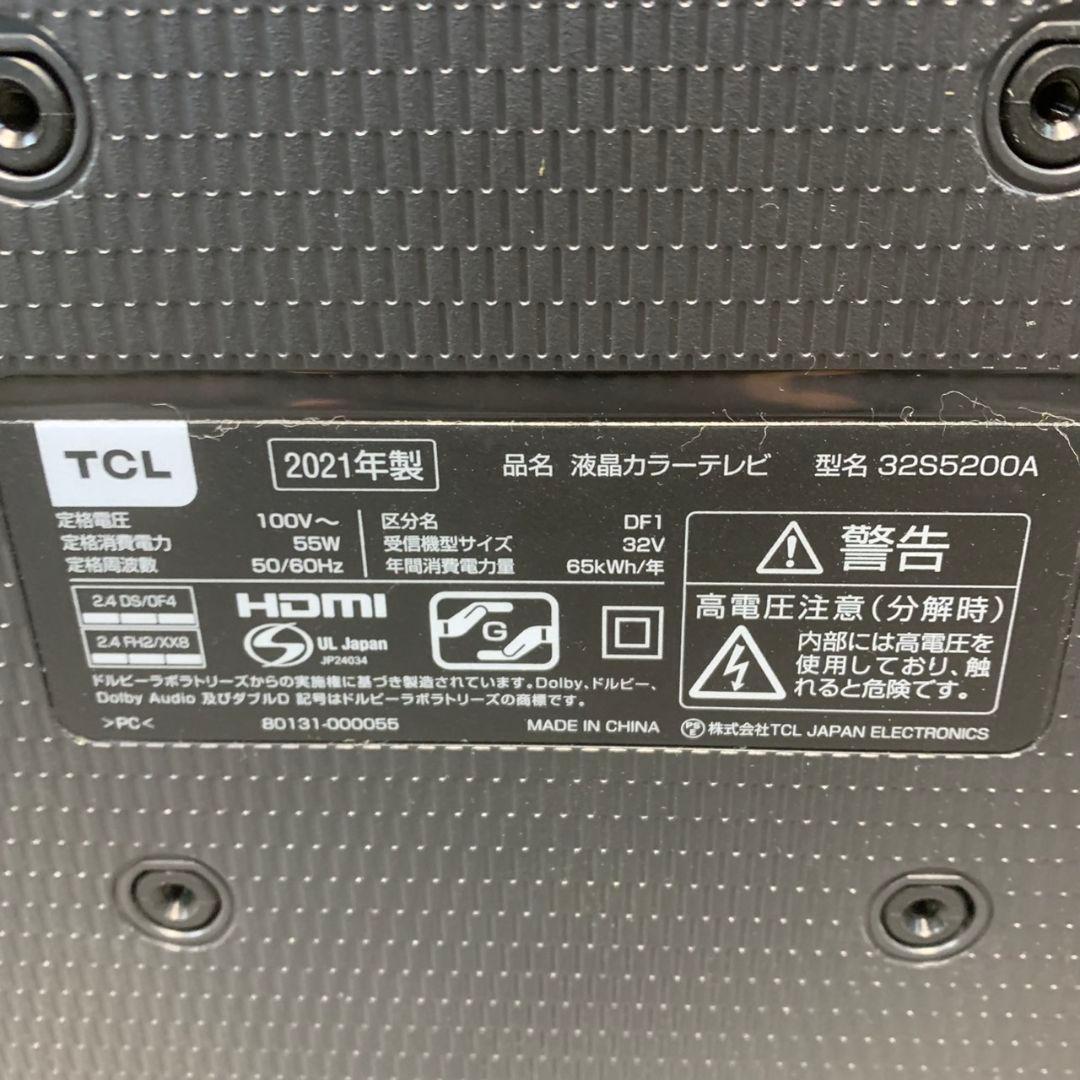 TCL
2021年製
品名 液晶カラーテレビ 型名 32S5200A
定格電圧 100V～
定格消費電力 55W
定格周波数 50/60Hz
区分名 DF1
受信機型サイズ 32V
年間消費電力量 65kWh/年
2.4 DS/OF4
2.4 FH2/XX8
HDMI
S
UL Japan
JP24034
G
ドルビーラボラトリーズからの実施権に基づき製造されています。Dolby、ドルビー、
Dolby Audio 及びダブルD 記号はドルビーラボラトリーズの商標です。
>PC< 80131-000055 MADE IN CHINA PSE 株式会社TCL JAPAN ELECTRONICS
警告
高電圧注意(分解時)
内部には高電圧を
使用しており、触
れると危険です。